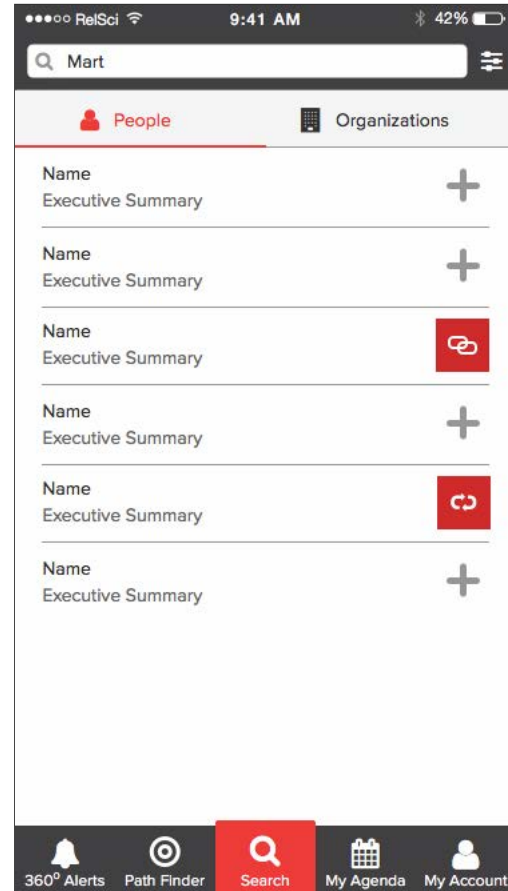 RelSci 9:41 AM 42%
Mart
People Organizations
Name
Executive Summary
Name
Executive Summary
Name
Executive Summary
Name
Executive Summary
Name
Executive Summary
Name
Executive Summary
360° Alerts Path Finder Search My Agenda My Account